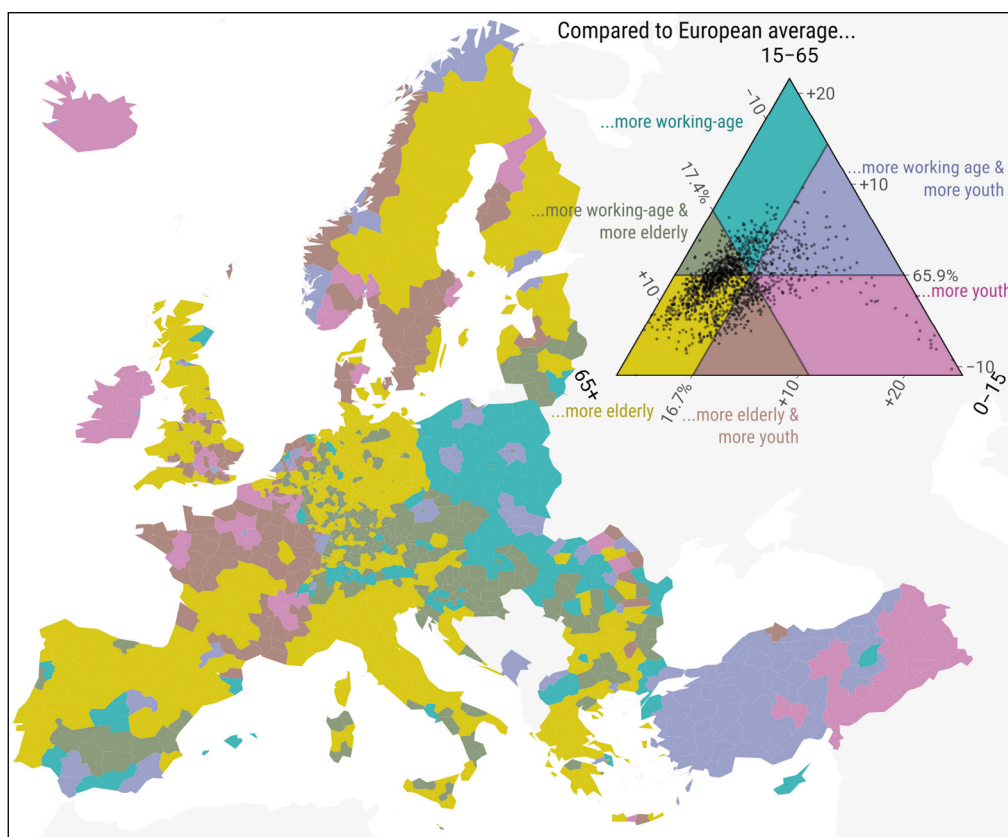 Compared to European average...
15–65
+20
−10
...more working-age
...more working age &
more youth
+10
17.4%
...more working-age &
more elderly
+10
65.9%
...more youth
−10
65+
...more elderly
16.7%
...more elderly &
more youth
+10
+20
0–15